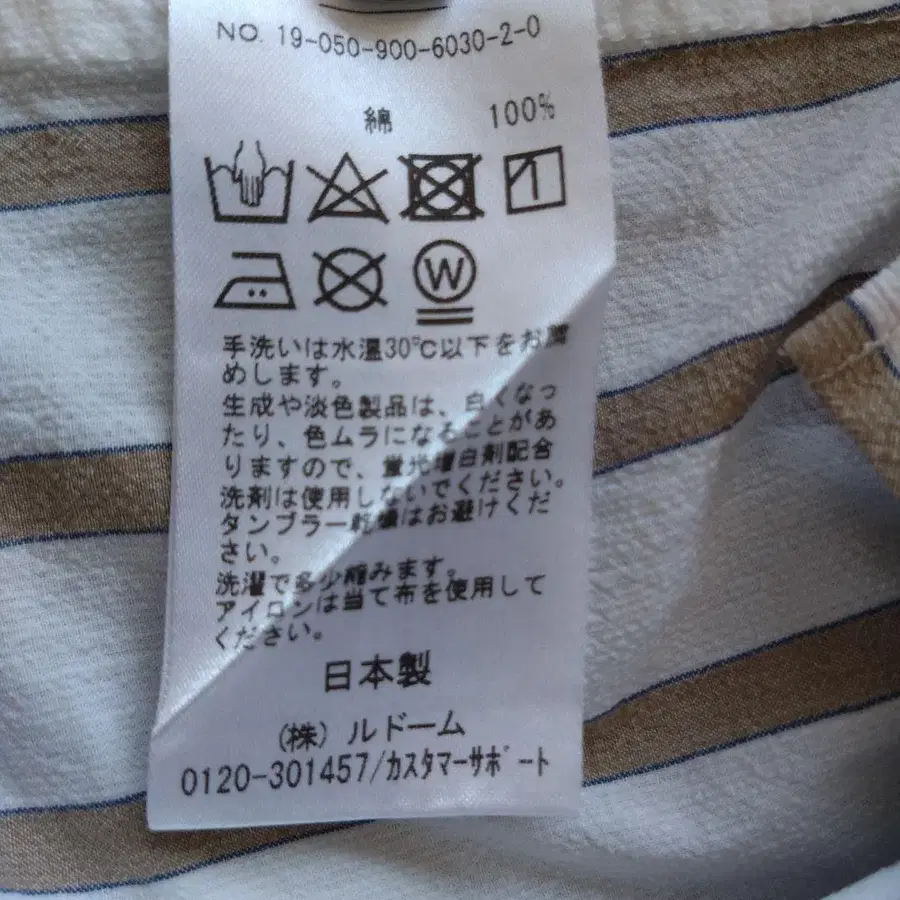 NO. 19-050-900-6030-2-0
綿 100%
W
手洗いは水温30℃以下をお薦
めします。
生成や淡色製品は、白くなっ
たり、色ムラになることがあ
りますので、蛍光増白剤配合
洗剤は使用しないでください。
タンブラー乾燥はお避けくだ
さい。
洗濯で多少縮みます。
アイロンは当て布を使用して
ください。
日本製
(株) ルドーム
0120-301457/カスタマーサポート